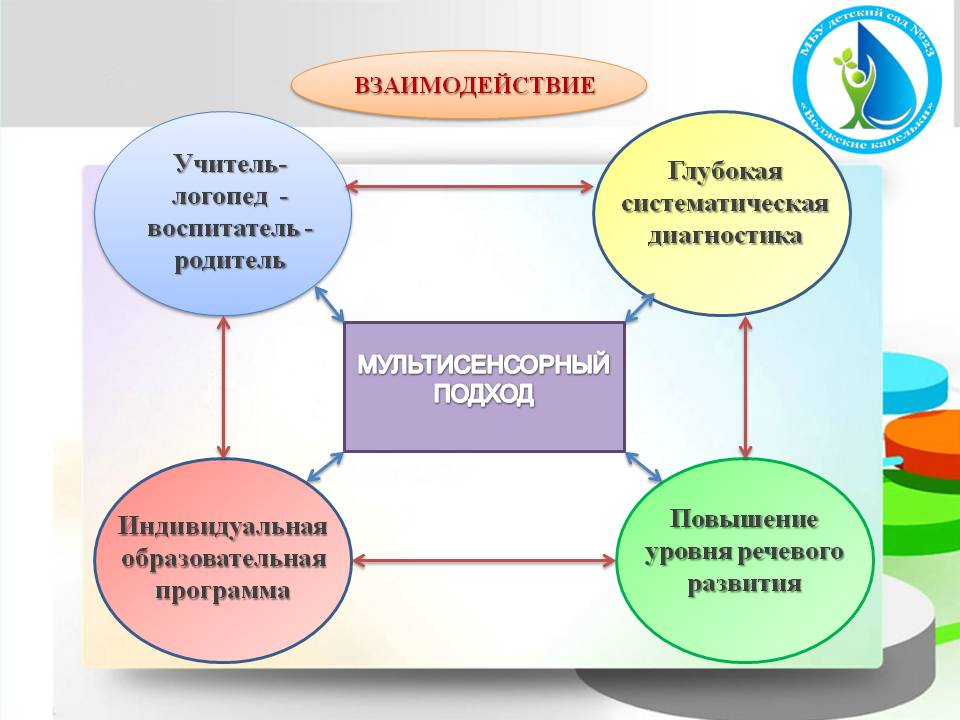 ВЗАИМОДЕЙСТВИЕ
МБУ детский сад №23
«Волжские капельки»
Учитель-
логопед -
воспитатель -
родитель
Глубокая
систематическая
диагностика
МУЛЬТИСЕНСОРНЫЙ
ПОДХОД
Индивидуальная
образовательная
программа
Повышение
уровня речевого
развития